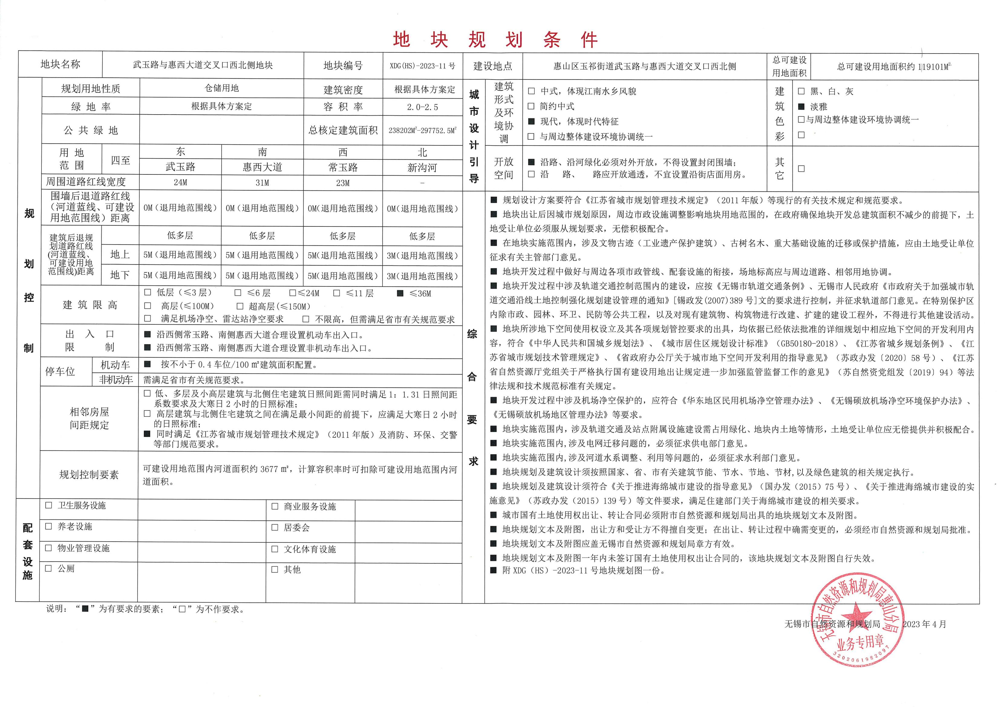 地块规划条件
地块名称 武玉路与惠西大道交叉口西北侧地块 地块编号 XDG(HS)-2023-11 号 建设地点 惠山区玉祁街道武玉路与惠西大道交叉口西北侧 总可建设用地面积 总可建设用地面积约 119101M²
规划控制
规划用地性质 仓储用地 建筑密度 根据具体方案定
绿地率 根据具体方案定 容积率 2.0-2.5
公共绿地 总核定建筑面积 238202M²-297752.5M²
用地范围 四至 东 南 西 北
武玉路 惠西大道 常玉路 新沟河
周围道路红线宽度 24M 31M 23M -
围墙后退道路红线
（河道蓝线、可建设
用地范围线）距离
0M（退用地范围线） 0M（退用地范围线） 0M(退用地范围线) 0M(退用地范围线)
建筑后退规
划道路红线
(河道蓝线、
可建设用地
范围线)距离
低多层 低多层 低多层 低多层
地上 5M（退用地范围线） 5M（退用地范围线） 5M(退用地范围线) 3M(退用地范围线)
地下 5M（退用地范围线） 5M（退用地范围线） 5M(退用地范围线) 3M(退用地范围线)
建筑限高
□ 低层（≤3 层） □ ≤6 层 □≤24M □ ≤11 层 ■ ≤36M
□ 高层(≤100M） □ 超高层(≤150M）
□ 满足机场净空、雷达站净空要求 □ 不限高，但需满足省市有关规范要求
出入口
限制
■ 沿西侧常玉路、南侧惠西大道合理设置机动车出入口。
■ 沿西侧常玉路、南侧惠西大道合理设置非机动车出入口。
停车位 机动车 ■ 按不小于 0.4 车位/100 ㎡建筑面积配置。
非机动车 需满足省市有关规范要求。
相邻房屋
间距规定
□ 低、多层及小高层建筑与北侧住宅建筑日照间距需同时满足 1：1.31 日照间距
系数要求及大寒日 2 小时的日照标准；
□ 高层建筑与北侧住宅建筑之间在满足最小间距的前提下，应满足大寒日 2 小时
的日照标准；
■ 同时满足《江苏省城市规划管理技术规定》（2011 年版）及消防、环保、交警
等部门规范要求。
规划控制要素
可建设用地范围内河道面积约 3677 ㎡，计算容积率时可扣除可建设用地范围内河
道面积。
配套设施
□ 卫生服务设施 □ 商业服务设施
□ 养老设施 □ 居委会
□ 物业管理设施 □ 文化体育设施
□ 公厕 □ 其他
城市设计引导
建筑
形式
及环
境协
调
□ 中式，体现江南水乡风貌
□ 简约中式
■ 现代，体现时代特征
□ 与周边整体建设环境协调统一
建筑色彩
□ 黑、白、灰
■ 淡雅
□与周边整体建设环境协调统一
□
开放
空间
■ 沿路、沿河绿化必须对外开放，不得设置封闭围墙；
□ 沿 路、 路应开放通透，不宜设置沿街店面用房。
其它
□
综合要求
■ 规划设计方案要符合《江苏省城市规划管理技术规定》（2011 年版）等现行的有关技术规定和规范要求。
■ 地块出让后因城市规划原因，周边市政设施调整影响地块用地范围的，在政府确保地块开发总建筑面积不减少的前提下，土
地受让单位必须服从规划要求，无偿积极配合。
■ 在地块实施范围内，涉及文物古迹（工业遗产保护建筑）、古树名木、重大基础设施的迁移或保护措施，应由土地受让单位
征求有关主管部门意见。
■ 地块开发过程中做好与周边各项市政管线、配套设施的衔接，场地标高应与周边道路、相邻用地协调。
■ 地块开发过程中涉及轨道交通控制范围内的建设，应按《无锡市轨道交通条例》、无锡市人民政府《市政府关于加强城市轨
道交通沿线土地控制强化规划建设管理的通知》[锡政发(2007)389 号]文的要求进行控制，并征求轨道部门意见。在特别保护区
内除市政、园林、环卫、民防等公共工程，以及对现有建筑物、构筑物进行改建、扩建的建设工程外，不得进行其他建设活动。
■ 地块所涉地下空间使用权设立及其各项规划管控要求的出具，均依据已经依法批准的详细规划中相应地下空间的开发利用内
容，符合《中华人民共和国城乡规划法》、《城市居住区规划设计标准》（GB50180-2018）、《江苏省城乡规划条例》、《江
苏省城市规划技术管理规定》、《省政府办公厅关于城市地下空间开发利用的指导意见》（苏政办发〔2020〕58 号）、《江苏
省自然资源厅党组关于严格执行国有建设用地出让规定进一步加强监管监督工作的意见》（苏自然资党组发〔2019〕94）等法
律法规和技术规范标准有关规定。
■ 地块开发过程中涉及机场净空保护的，应符合《华东地区民用机场净空管理办法》、《无锡硕放机场净空环境保护办法》、
《无锡硕放机场地区管理办法》等要求。
■ 地块实施范围内，涉及轨道交通及站点附属设施建设需占用绿化、地块内土地等情形，土地受让单位应无偿提供并积极配合。
■ 地块实施范围内,涉及电网迁移问题的，必须征求供电部门意见。
■ 地块实施范围内,涉及河道水系调整、利用等问题的，必须征求水利部门意见。
■ 地块规划及建筑设计须按照国家、省、市有关建筑节能、节水、节地、节材,以及绿色建筑的相关规定执行。
■ 地块规划及建筑设计须符合《关于推进海绵城市建设的指导意见》（国办发（2015）75 号）、《关于推进海绵城市建设的实
施意见》（苏政办发（2015）139 号）等文件要求，满足住建部门关于海绵城市建设的相关要求。
■ 城市国有土地使用权出让、转让合同必须附市自然资源和规划局出具的地块规划文本及附图。
■ 地块规划文本及附图，出让方和受让方不得擅自变更；在出让、转让过程中确需变更的，必须经市自然资源和规划局批准。
■ 地块规划文本及附图应盖无锡市自然资源和规划局章方有效。
■ 地块规划文本及附图一年内未签订国有土地使用权出让合同的，该地块规划文本及附图自行失效。
■ 附 XDG（HS）-2023-11 号地块规划图一份。
说明：“■”为有要求的要素；“□”为不作要求。
无锡市自然资源和规划局 2023 年 4 月
无锡市自然资源和规划局惠山分局
业务专用章
3202061982097